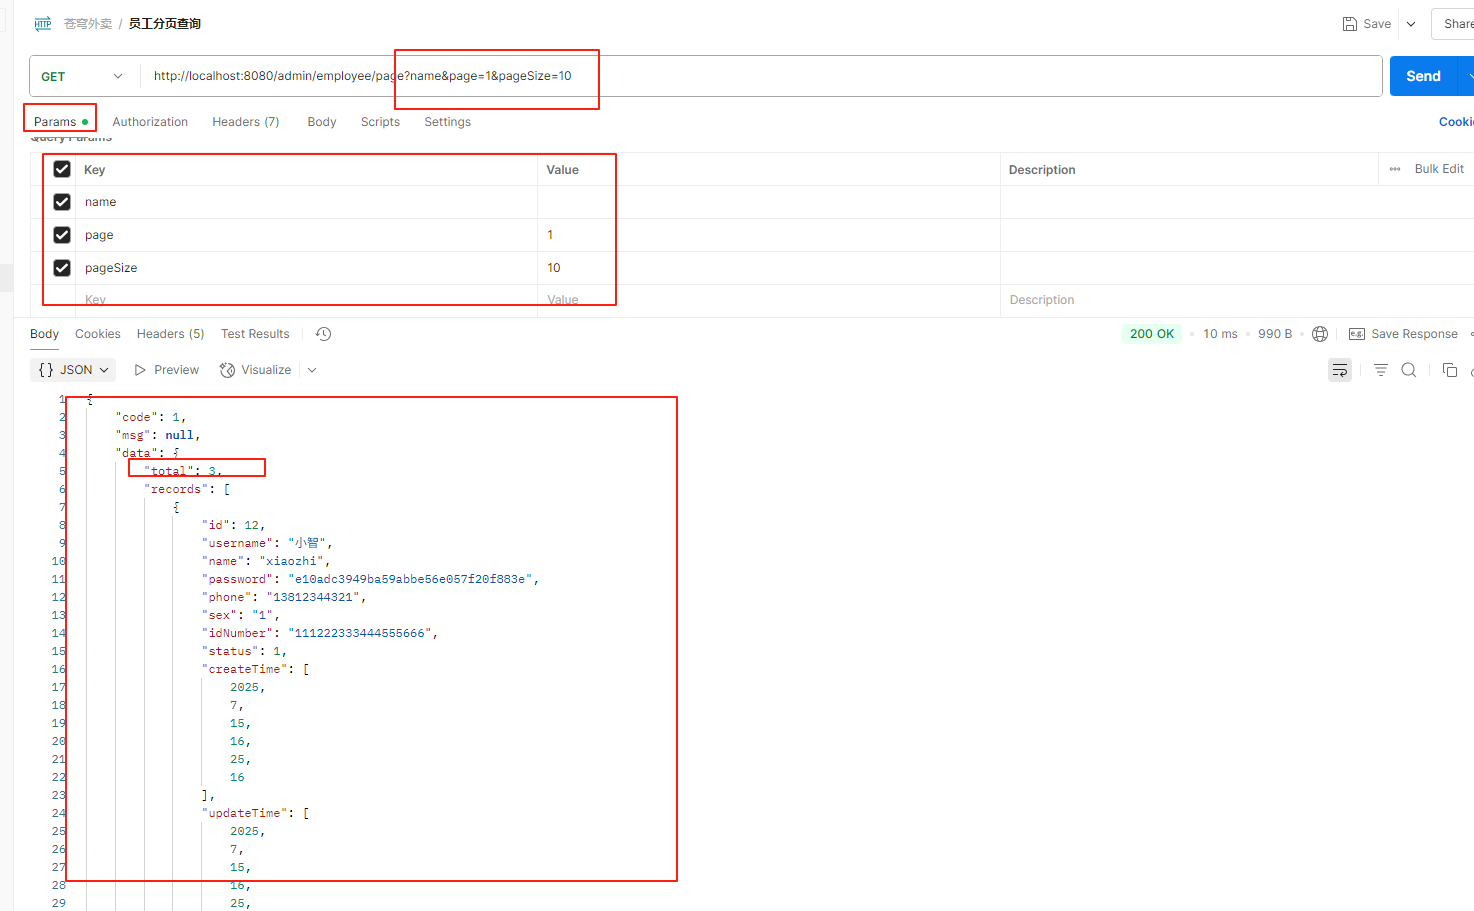 HTTP 苍穹外卖 / 员工分页查询 Save Share
GET http://localhost:8080/admin/employee/page?name&page=1&pageSize=10 Send
Params Authorization Headers (7) Body Scripts Settings Cookie
Query Params
Key Value Description Bulk Edit
name
page 1
pageSize 10
Key Value Description
Body Cookies Headers (5) Test Results 200 OK 10 ms 990 B e.g. Save Response
{} JSON Preview Visualize
1 {
2 "code": 1,
3 "msg": null,
4 "data": {
5 "total": 3,
6 "records": [
7 {
8 "id": 12,
9 "username": "小智",
10 "name": "xiaozhi",
11 "password": "e10adc3949ba59abbe56e057f20f883e",
12 "phone": "13812344321",
13 "sex": "1",
14 "idNumber": "111222333444555666",
15 "status": 1,
16 "createTime": [
17 2025,
18 7,
19 15,
20 16,
21 25,
22 16
23 ],
24 "updateTime": [
25 2025,
26 7,
27 15,
28 16,
29 25,